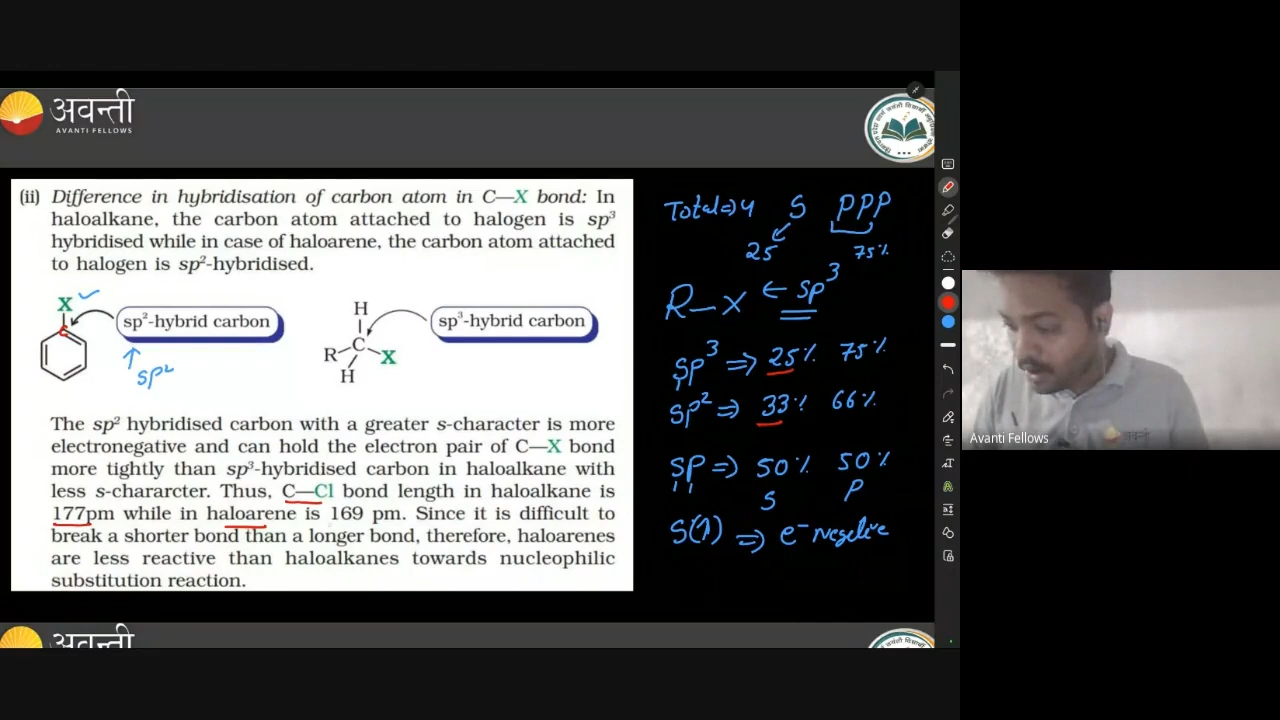 अवन्ती
AVANTI FELLOWS
(ii) Difference in hybridisation of carbon atom in C—X bond: In
haloalkane, the carbon atom attached to halogen is sp³
hybridised while in case of haloarene, the carbon atom attached
to halogen is sp²-hybridised.
X
C
sp²-hybrid carbon
sp²
H
R
C
X
H
sp³-hybrid carbon
The sp² hybridised carbon with a greater s-character is more
electronegative and can hold the electron pair of C—X bond
more tightly than sp³-hybridised carbon in haloalkane with
less s-chararcter. Thus, C—Cl bond length in haloalkane is
177pm while in haloarene is 169 pm. Since it is difficult to
break a shorter bond than a longer bond, therefore, haloarenes
are less reactive than haloalkanes towards nucleophilic
substitution reaction.
Total⇒4 S PPP
25 75%
R—X ← sp³
sp³ ⇒ 25% 75%
sp² ⇒ 33% 66%
sp ⇒ 50% 50%
S P
S(↑) ⇒ e⁻ negative
Avanti Fellows
अवन्ती